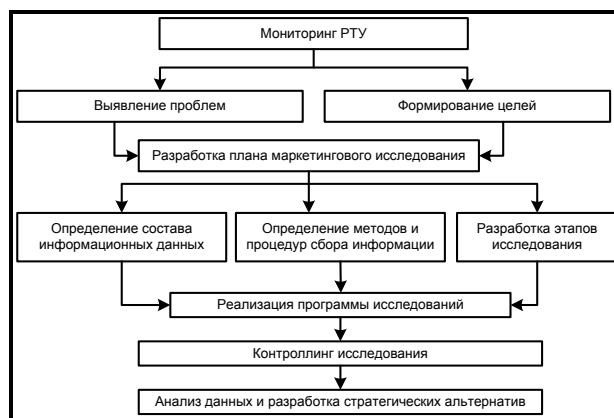 Мониторинг РТУ
Выявление проблем
Формирование целей
Разработка плана маркетингового исследования
Определение состава
информационных данных
Определение методов и
процедур сбора информации
Разработка этапов
исследования
Реализация программы исследований
Контроллинг исследования
Анализ данных и разработка стратегических альтернатив